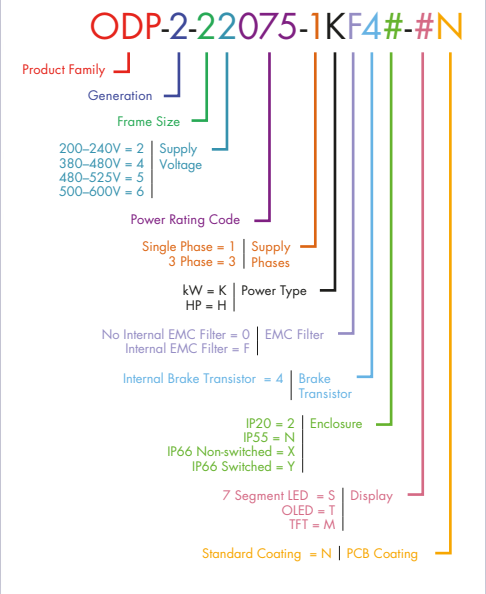 ODP-2-22075-1KF4#-#N
Product Family
Generation
Frame Size
200–240V = 2 Supply
380–480V = 4 Voltage
480–525V = 5
500–600V = 6
Power Rating Code
Single Phase = 1 Supply
3 Phase = 3 Phases
kW = K Power Type
HP = H
No Internal EMC Filter = 0 EMC Filter
Internal EMC Filter = F
Internal Brake Transistor = 4 Brake
Transistor
IP20 = 2 Enclosure
IP55 = N
IP66 Non-switched = X
IP66 Switched = Y
7 Segment LED = S Display
OLED = T
TFT = M
Standard Coating = N PCB Coating